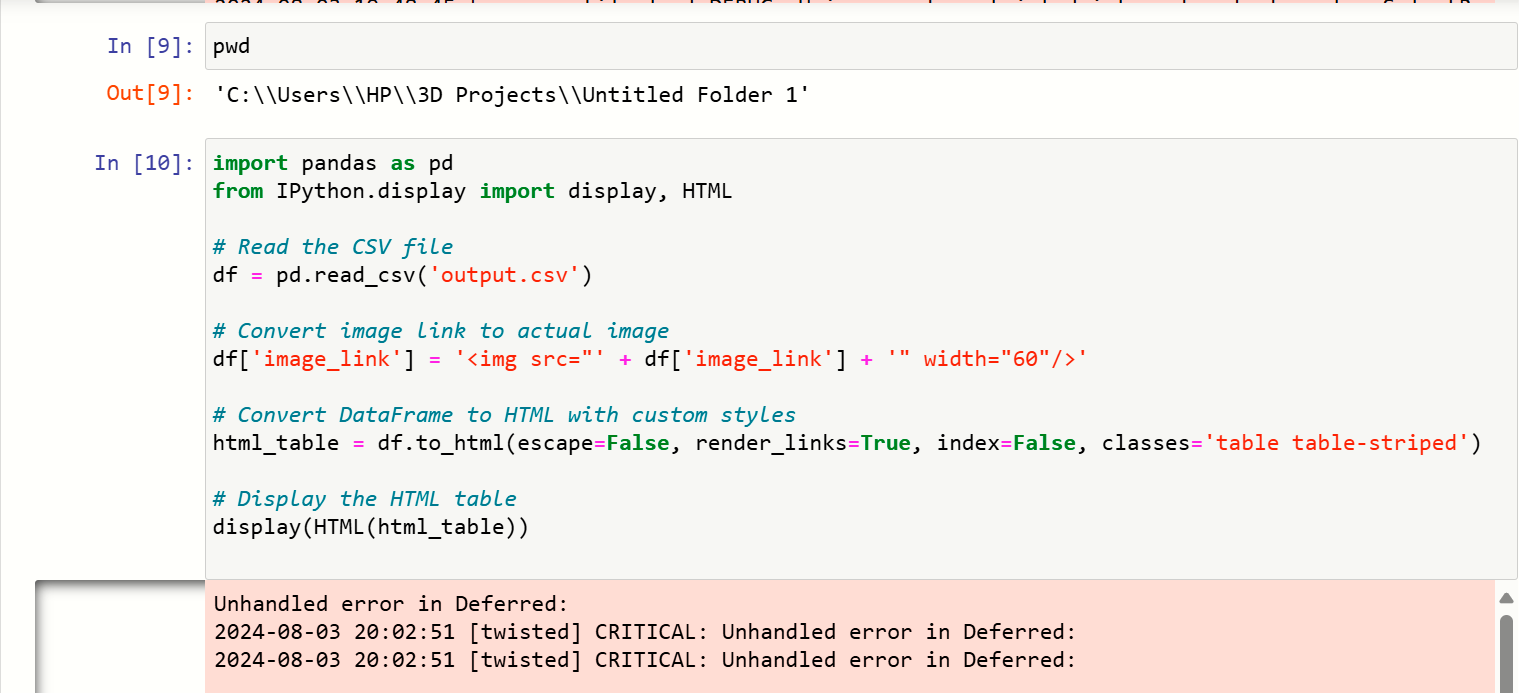 In [9]: pwd
Out[9]: 'C:\\Users\\HP\\3D Projects\\Untitled Folder 1'
In [10]: import pandas as pd
from IPython.display import display, HTML
# Read the CSV file
df = pd.read_csv('output.csv')
# Convert image link to actual image
df['image_link'] = '<img src="' + df['image_link'] + '" width="60"/>'
# Convert DataFrame to HTML with custom styles
html_table = df.to_html(escape=False, render_links=True, index=False, classes='table table-striped')
# Display the HTML table
display(HTML(html_table))
Unhandled error in Deferred:
2024-08-03 20:02:51 [twisted] CRITICAL: Unhandled error in Deferred:
2024-08-03 20:02:51 [twisted] CRITICAL: Unhandled error in Deferred: